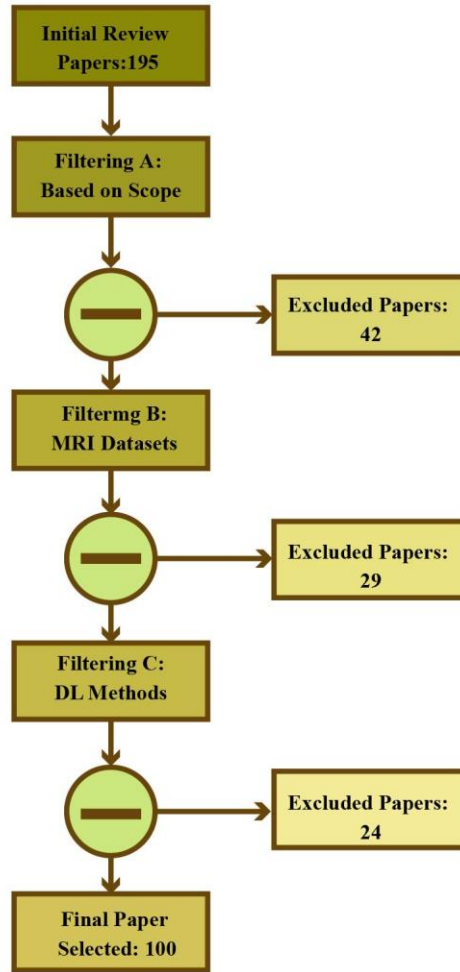 Initial Review
Papers:195
Filtering A:
Based on Scope
Excluded Papers:
42
Filtermg B:
MRI Datasets
Excluded Papers:
29
Filtering C:
DL Methods
Excluded Papers:
24
Final Paper
Selected: 100